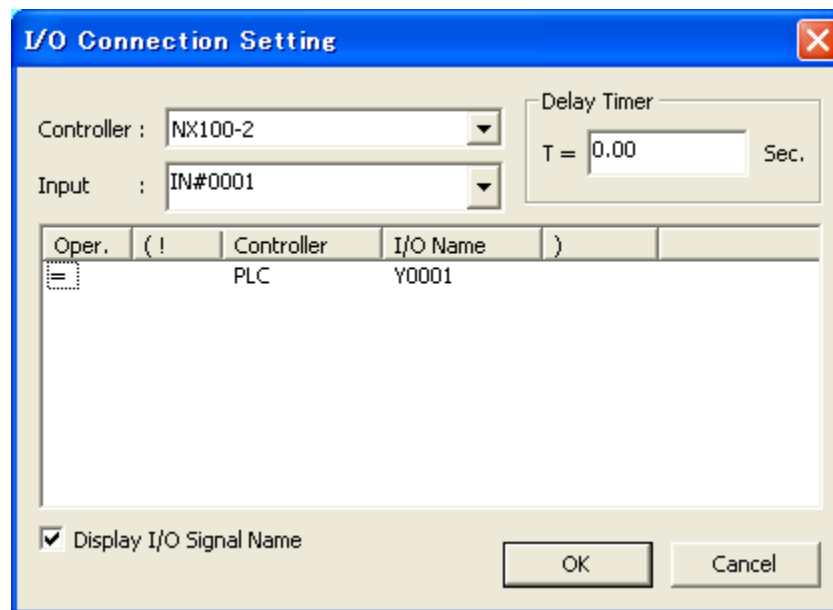 I/O Connection Setting
Controller : NX100-2
Input : IN#0001
Delay Timer
T = 0.00 Sec.
Oper. ( ! Controller I/O Name )
= PLC Y0001
Display I/O Signal Name
OK Cancel